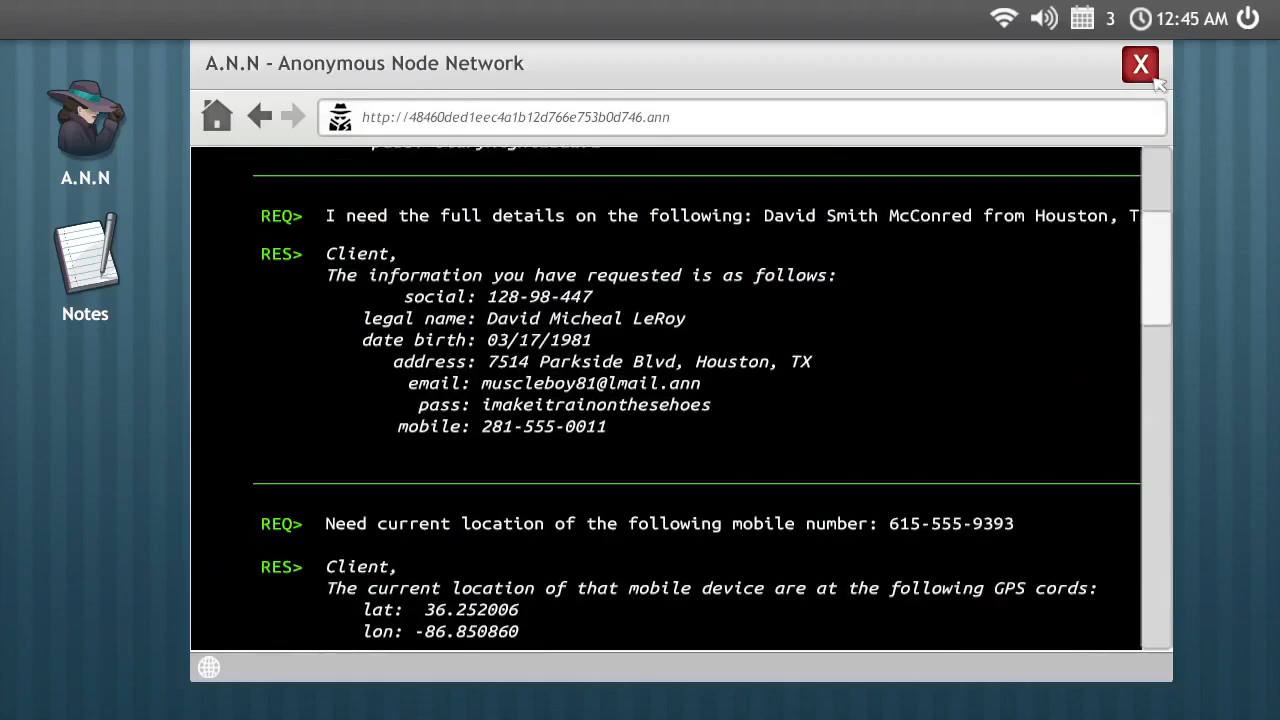 3 12:45 AM
A.N.N - Anonymous Node Network
X
http://48460ded1eec4a1b12d766e753b0d746.ann
A.N.N
Notes
REQ> I need the full details on the following: David Smith McConred from Houston, T
RES> Client,
The information you have requested is as follows:
social: 128-98-447
legal name: David Micheal LeRoy
date birth: 03/17/1981
address: 7514 Parkside Blvd, Houston, TX
email: muscleboy81@lmail.ann
pass: imakeitrainonthesehoes
mobile: 281-555-0011
REQ> Need current location of the following mobile number: 615-555-9393
RES> Client,
The current location of that mobile device are at the following GPS cords:
lat: 36.252006
lon: -86.850860